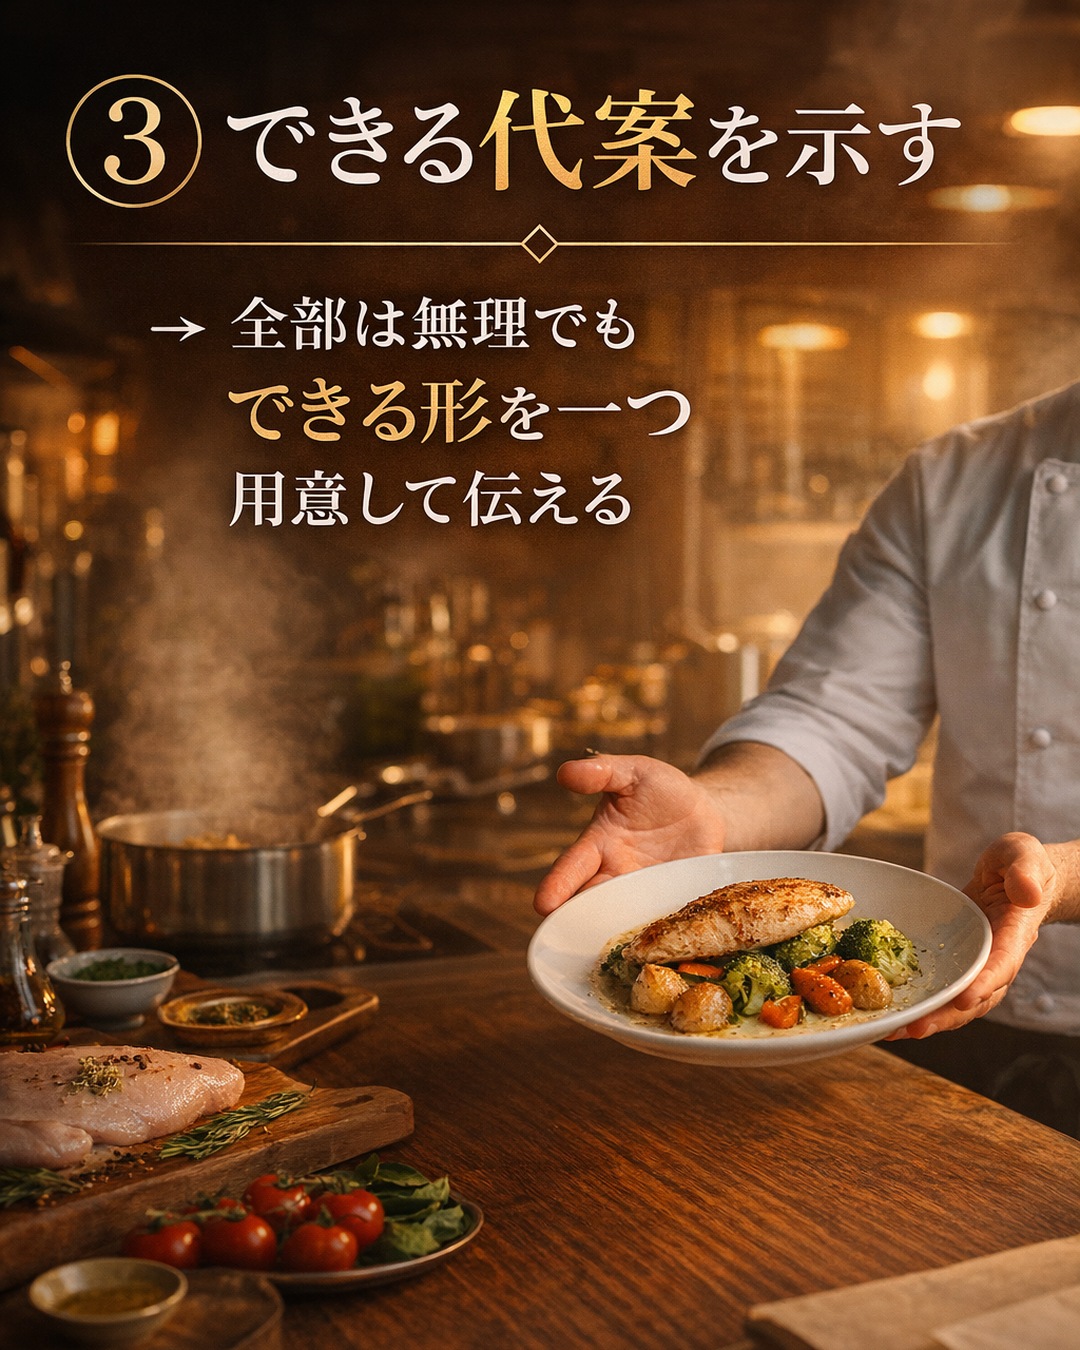 ③ できる代案を示す
→ 全部は無理でも
できる形を一つ
用意して伝える